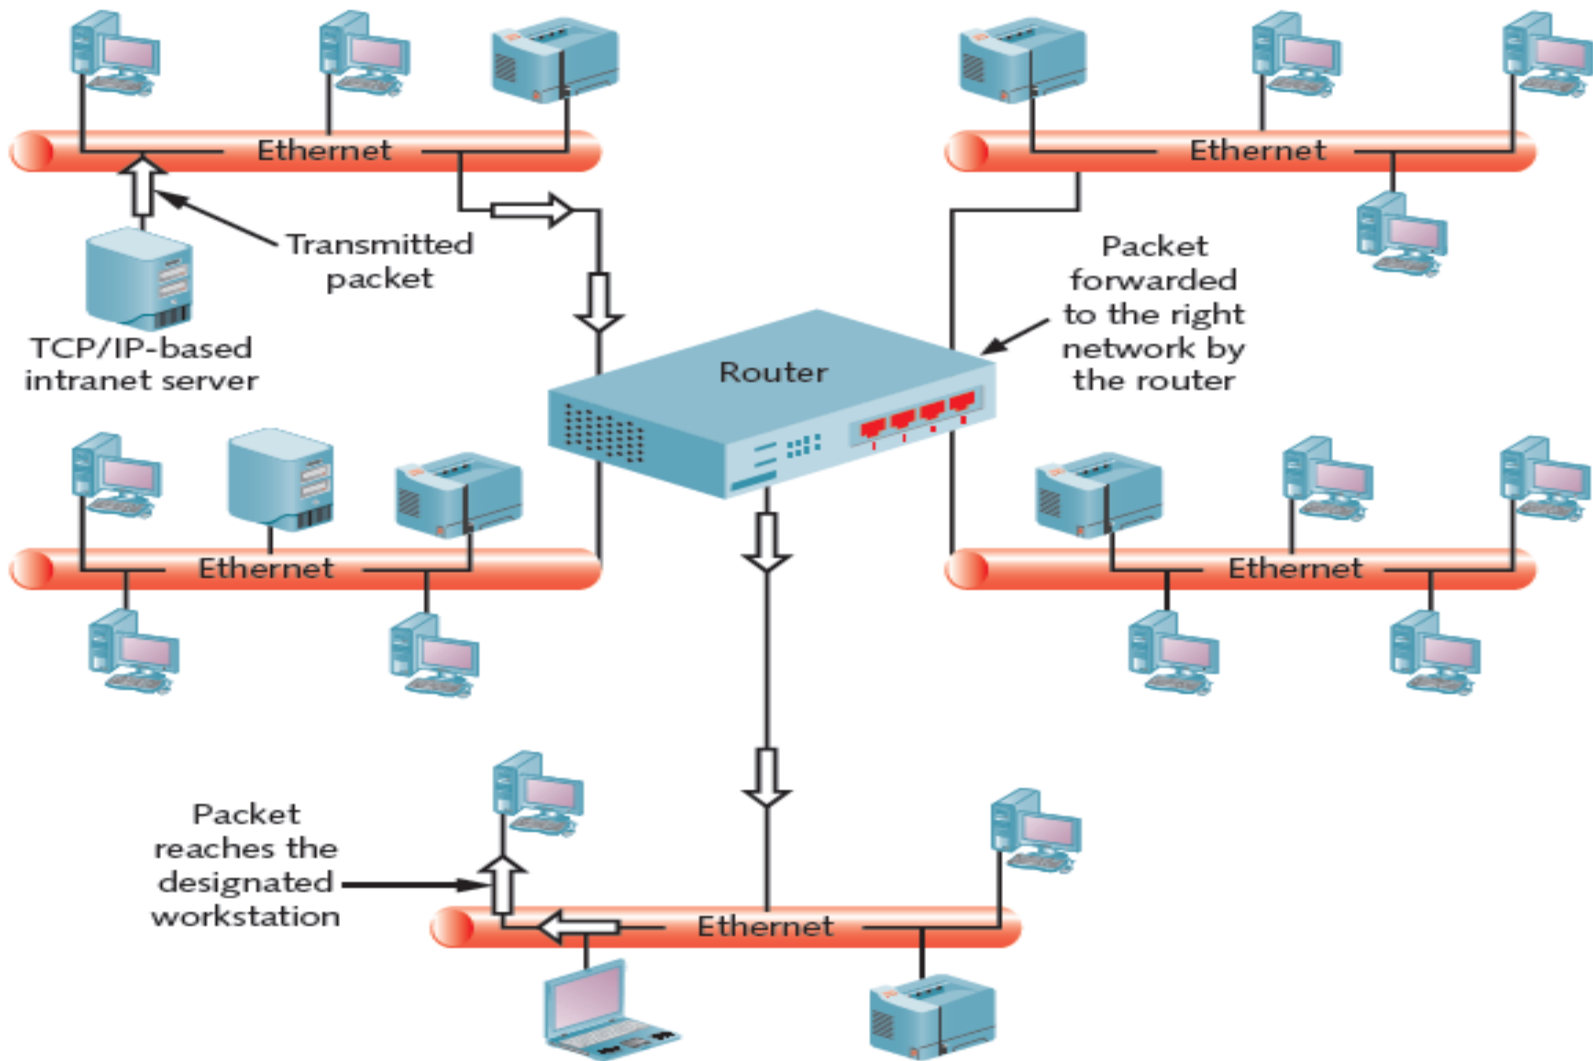 Ethernet
Ethernet
Transmitted
packet
TCP/IP-based
intranet server
Packet
forwarded
to the right
network by
the router
Router
Ethernet
Ethernet
Packet
reaches the
designated
workstation
Ethernet